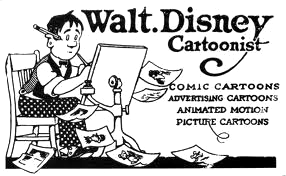 Walt. Disney
Cartoonist
COMIC CARTOONS
ADVERTISING CARTOONS
ANIMATED MOTION
PICTURE CARTOONS